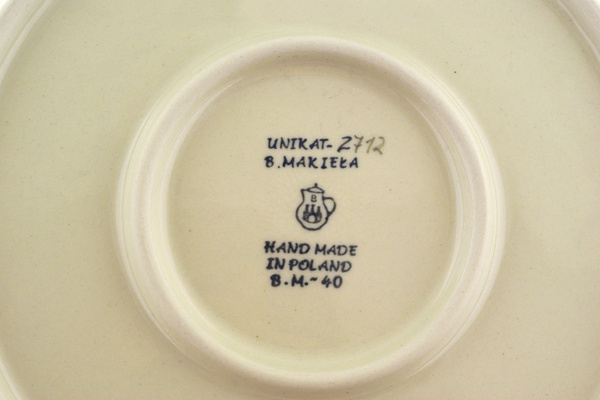 UNIKAT- 2712
B. MAKIEŁA
B
HAND MADE
IN POLAND
B.M.-40